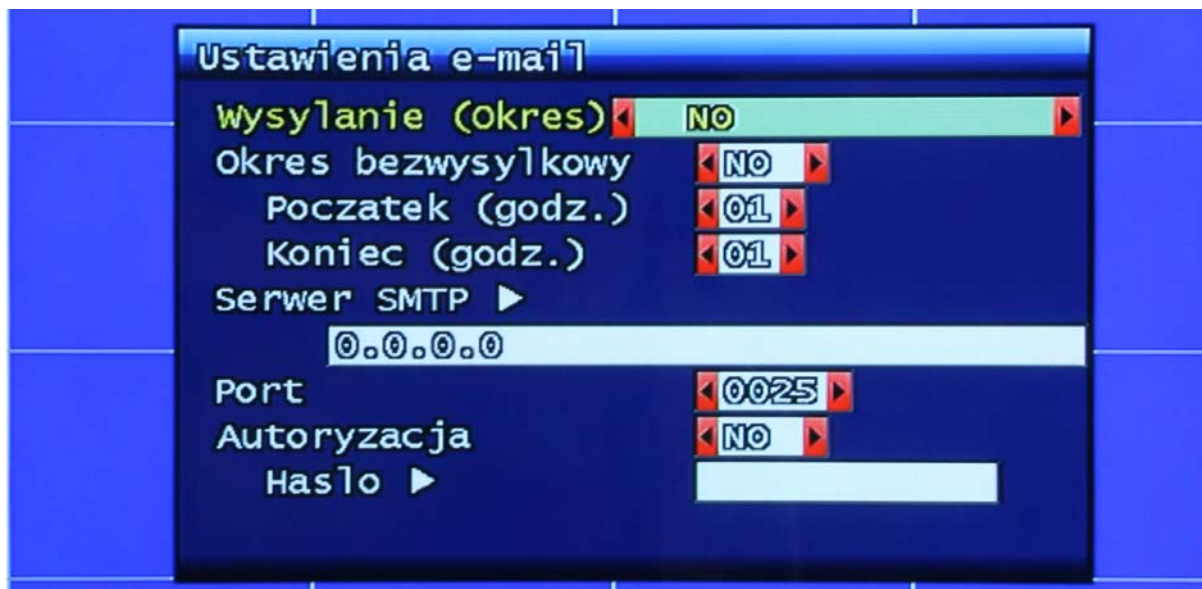 Ustawienia e-mail
Wysylanie (Okres) NO
Okres bezwysylkowy NO
Poczatek (godz.) 01
Koniec (godz.) 01
Serwer SMTP
0.0.0.0
Port 0025
Autoryzacja NO
Haslo